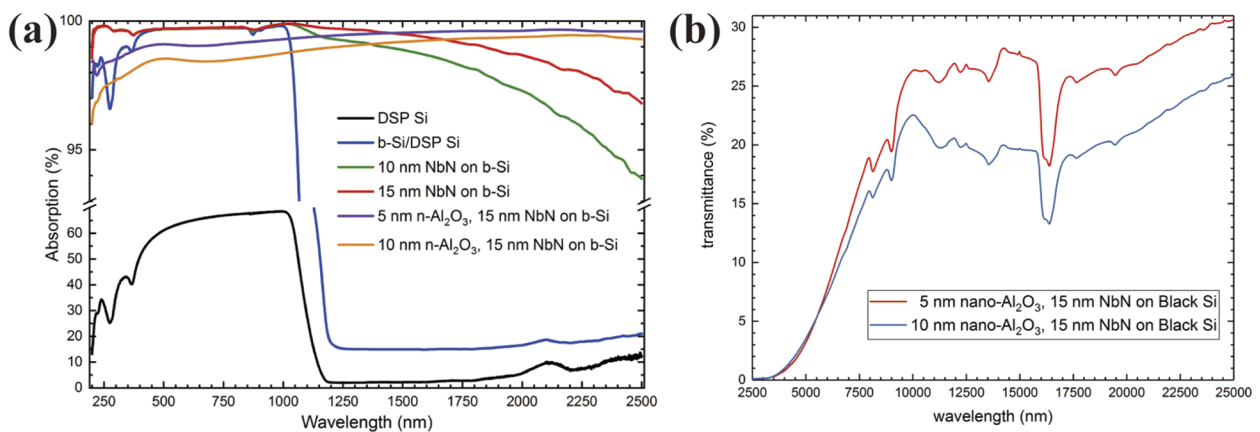 (a)
100
95
60
50
40
30
20
10
0
Absorption (%)
250 500 750 1000 1250 1500 1750 2000 2250 2500
Wavelength (nm)
DSP Si
b-Si/DSP Si
10 nm NbN on b-Si
15 nm NbN on b-Si
5 nm n-Al₂O₃, 15 nm NbN on b-Si
10 nm n-Al₂O₃, 15 nm NbN on b-Si
(b)
30
25
20
15
10
5
0
transmittance (%)
2500 5000 7500 10000 12500 15000 17500 20000 22500 25000
wavelength (nm)
5 nm nano-Al₂O₃, 15 nm NbN on Black Si
10 nm nano-Al₂O₃, 15 nm NbN on Black Si